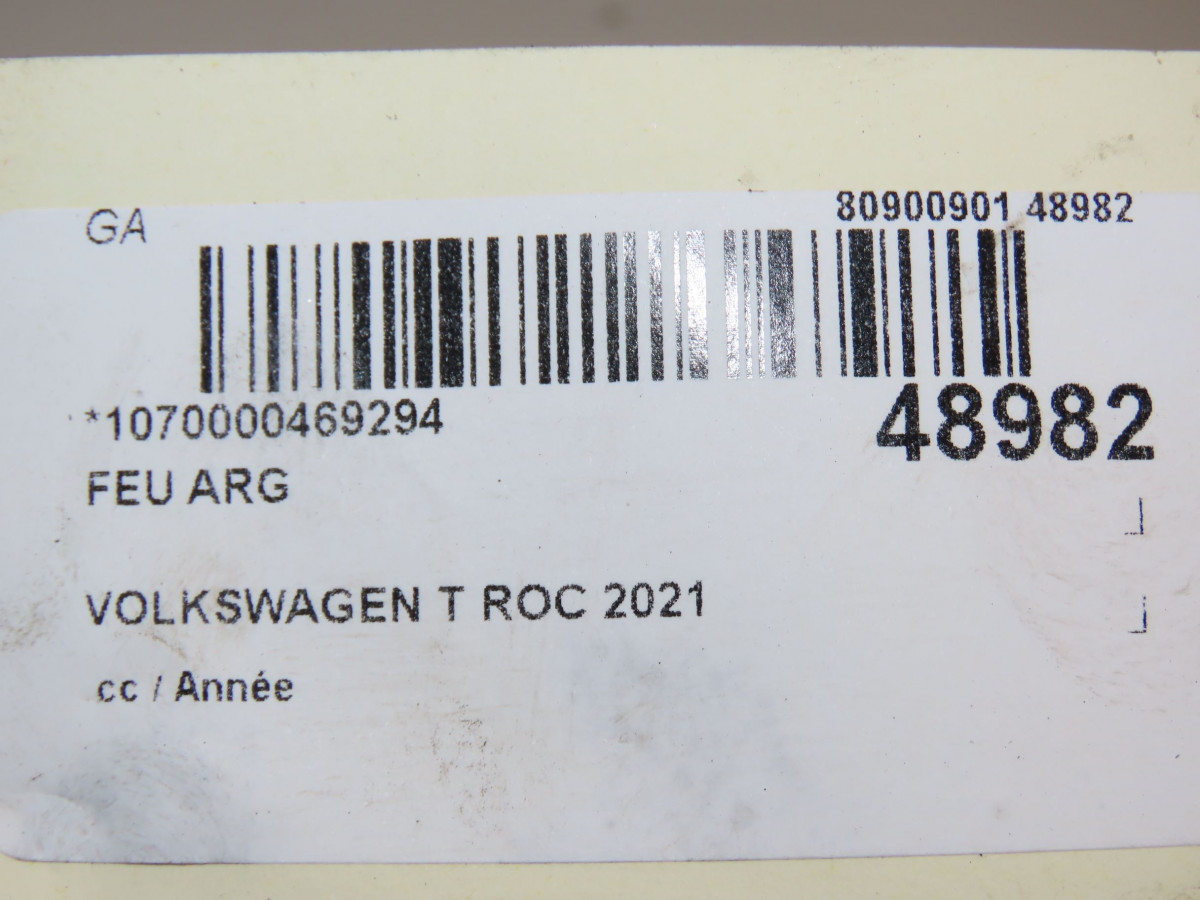 GA
80900901 48982
*1070000469294
48982
FEU ARG
VOLKSWAGEN T ROC 2021
cc / Année